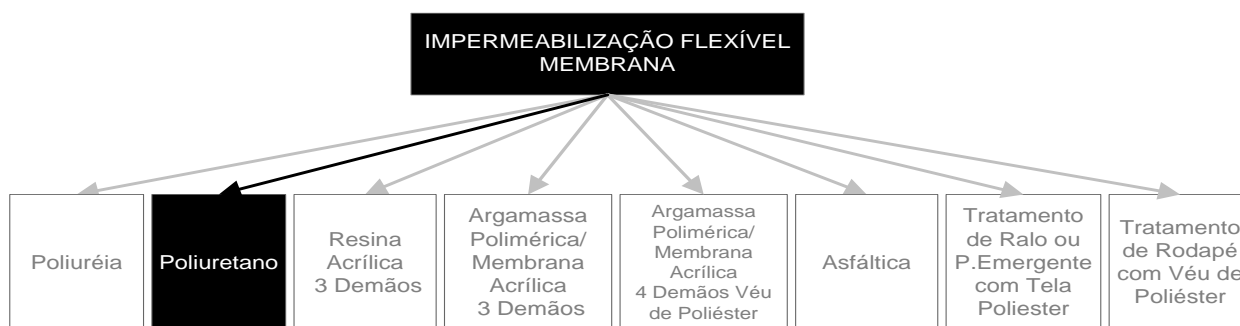 IMPERMEABILIZAÇÃO FLEXÍVEL
MEMBRANA
Poliuréia
Poliuretano
Resina
Acrílica
3 Demãos
Argamassa
Polimérica/
Membrana
Acrílica
3 Demãos
Argamassa
Polimérica/
Membrana
Acrílica
4 Demãos Véu
de Poliéster
Asfáltica
Tratamento
de Ralo ou
P.Emergente
com Tela
Poliester
Tratamento
de Rodapé
com Véu de
Poliéster